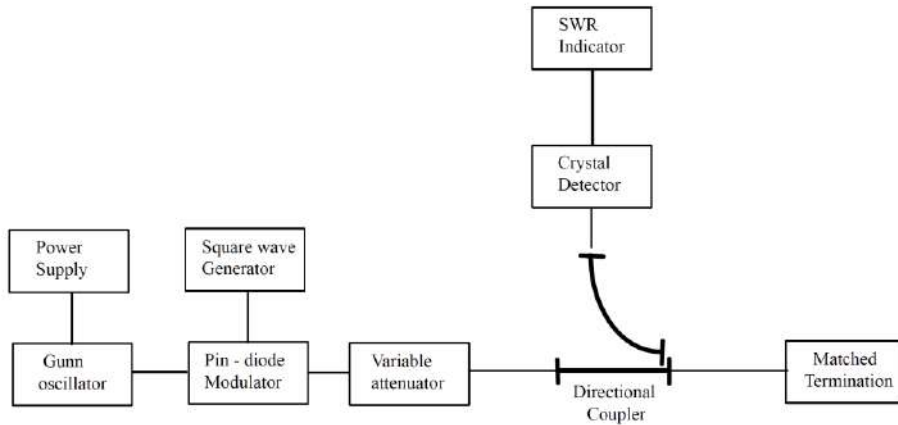 SWR
Indicator
Crystal
Detector
Power
Supply
Square wave
Generator
Gunn
oscillator
Pin - diode
Modulator
Variable
attenuator
Directional
Coupler
Matched
Termination